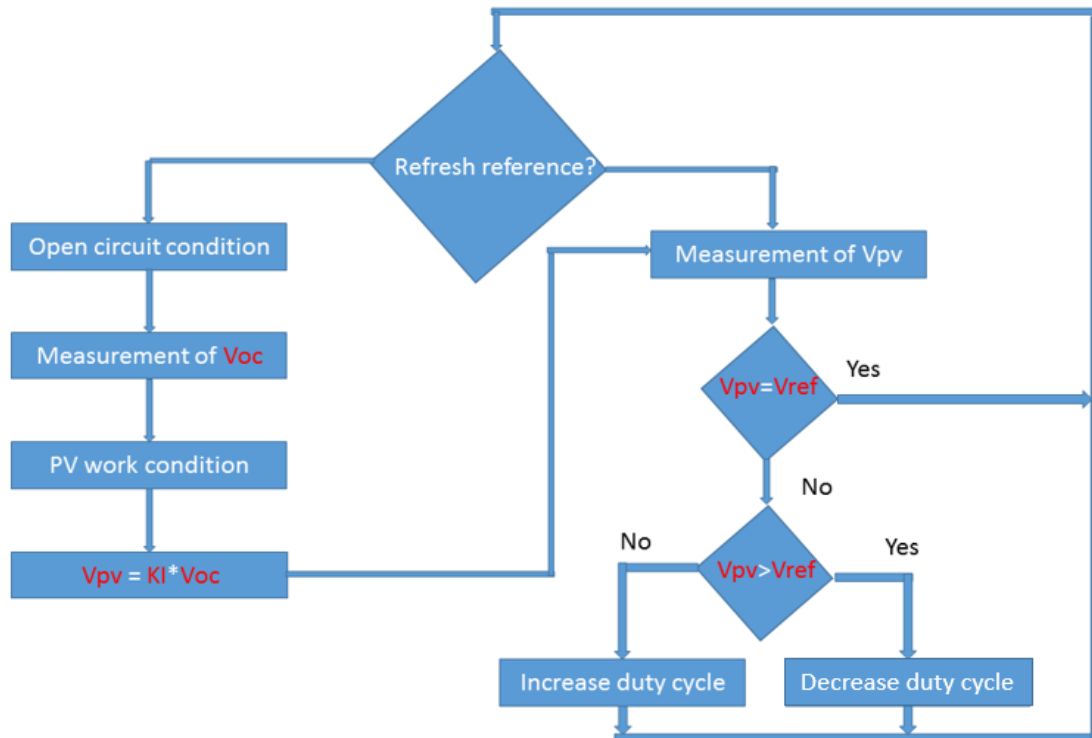 Refresh reference?
Open circuit condition
Measurement of Vpv
Measurement of Voc
Vpv=Vref
Yes
PV work condition
No
Vpv = KI*Voc
No
Vpv>Vref
Yes
Increase duty cycle
Decrease duty cycle